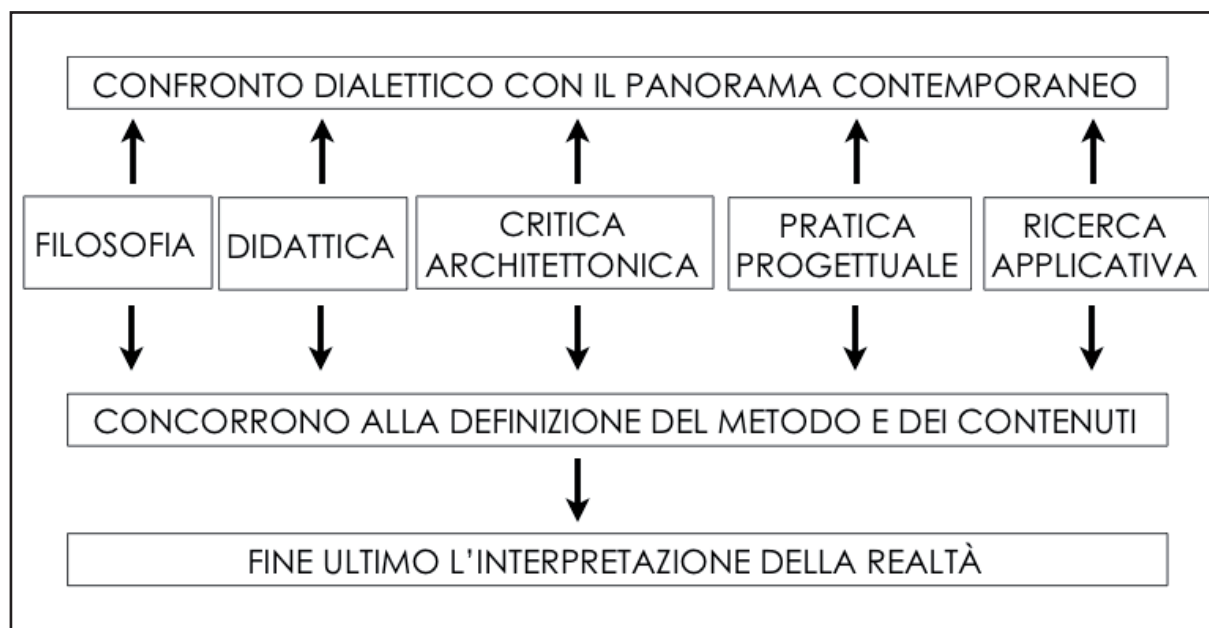 CONFRONTO DIALETTICO CON IL PANORAMA CONTEMPORANEO
FILOSOFIA
DIDATTICA
CRITICA
ARCHITETTONICA
PRATICA
PROGETTUALE
RICERCA
APPLICATIVA
CONCORRONO ALLA DEFINIZIONE DEL METODO E DEI CONTENUTI
FINE ULTIMO L'INTERPRETAZIONE DELLA REALTÀ